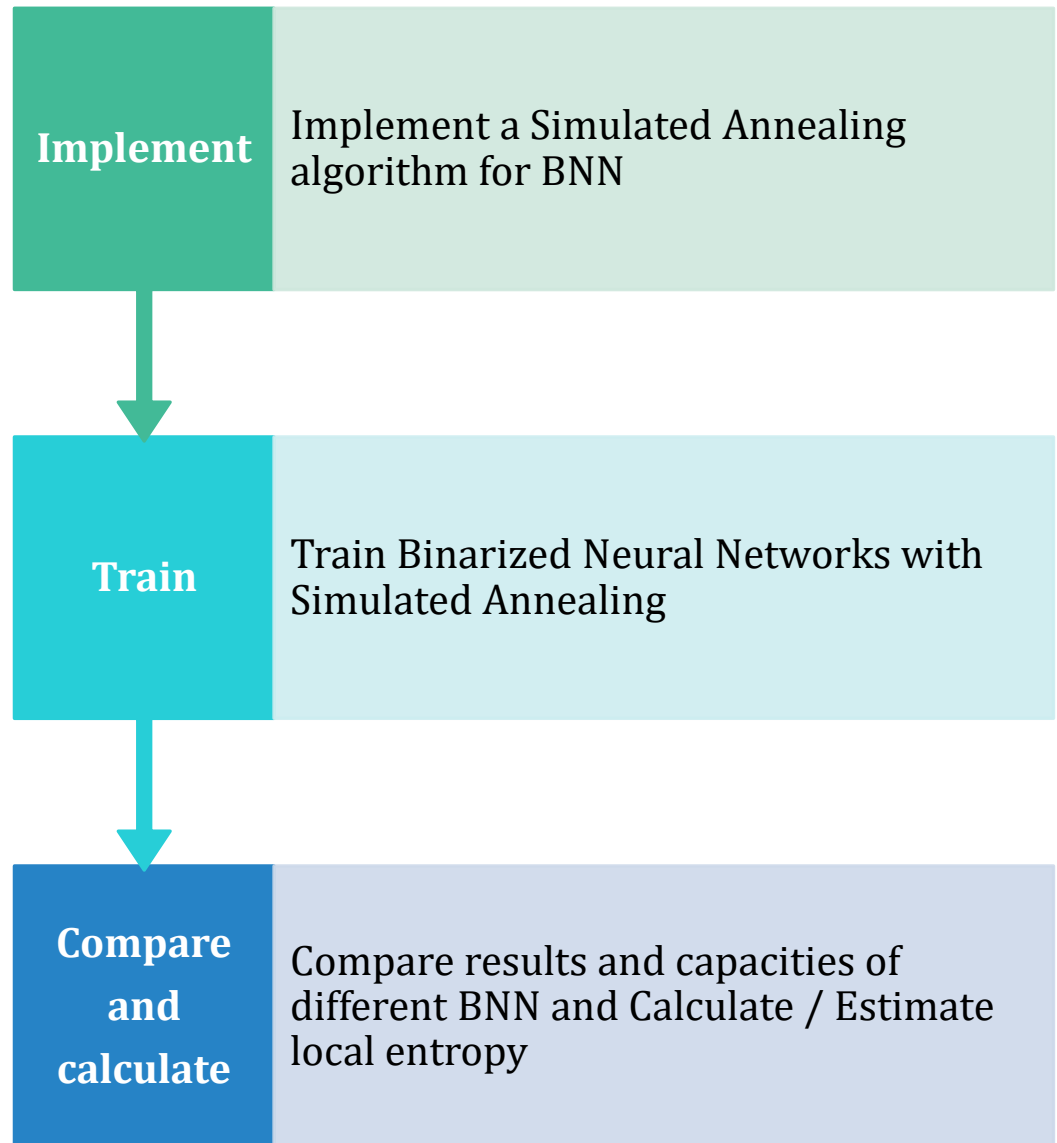 Implement
Implement a Simulated Annealing
algorithm for BNN
Train
Train Binarized Neural Networks with
Simulated Annealing
Compare
and
calculate
Compare results and capacities of
different BNN and Calculate / Estimate
local entropy